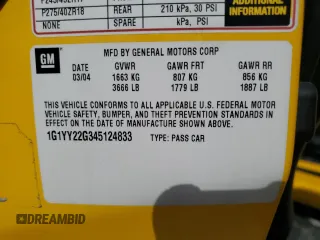 P275/40ZR18 REAR 210 kPa, 30 PSI
NONE SPARE kPa, PSI
GM
MFD BY GENERAL MOTORS CORP
DATE GVWR GAWR FRT GAWR RR
03/04 1663 KG 807 KG 856 KG
3666 LB 1779 LB 1887 LB
THIS VEHICLE CONFORMS TO ALL APPLICABLE U.S. FEDERAL MOTOR
VEHICLE SAFETY, BUMPER, AND THEFT PREVENTION STANDARDS IN
EFFECT ON THE DATE OF MANUFACTURE SHOWN ABOVE.
1G1YY22G345124833 TYPE: PASS CAR
DREAMBID